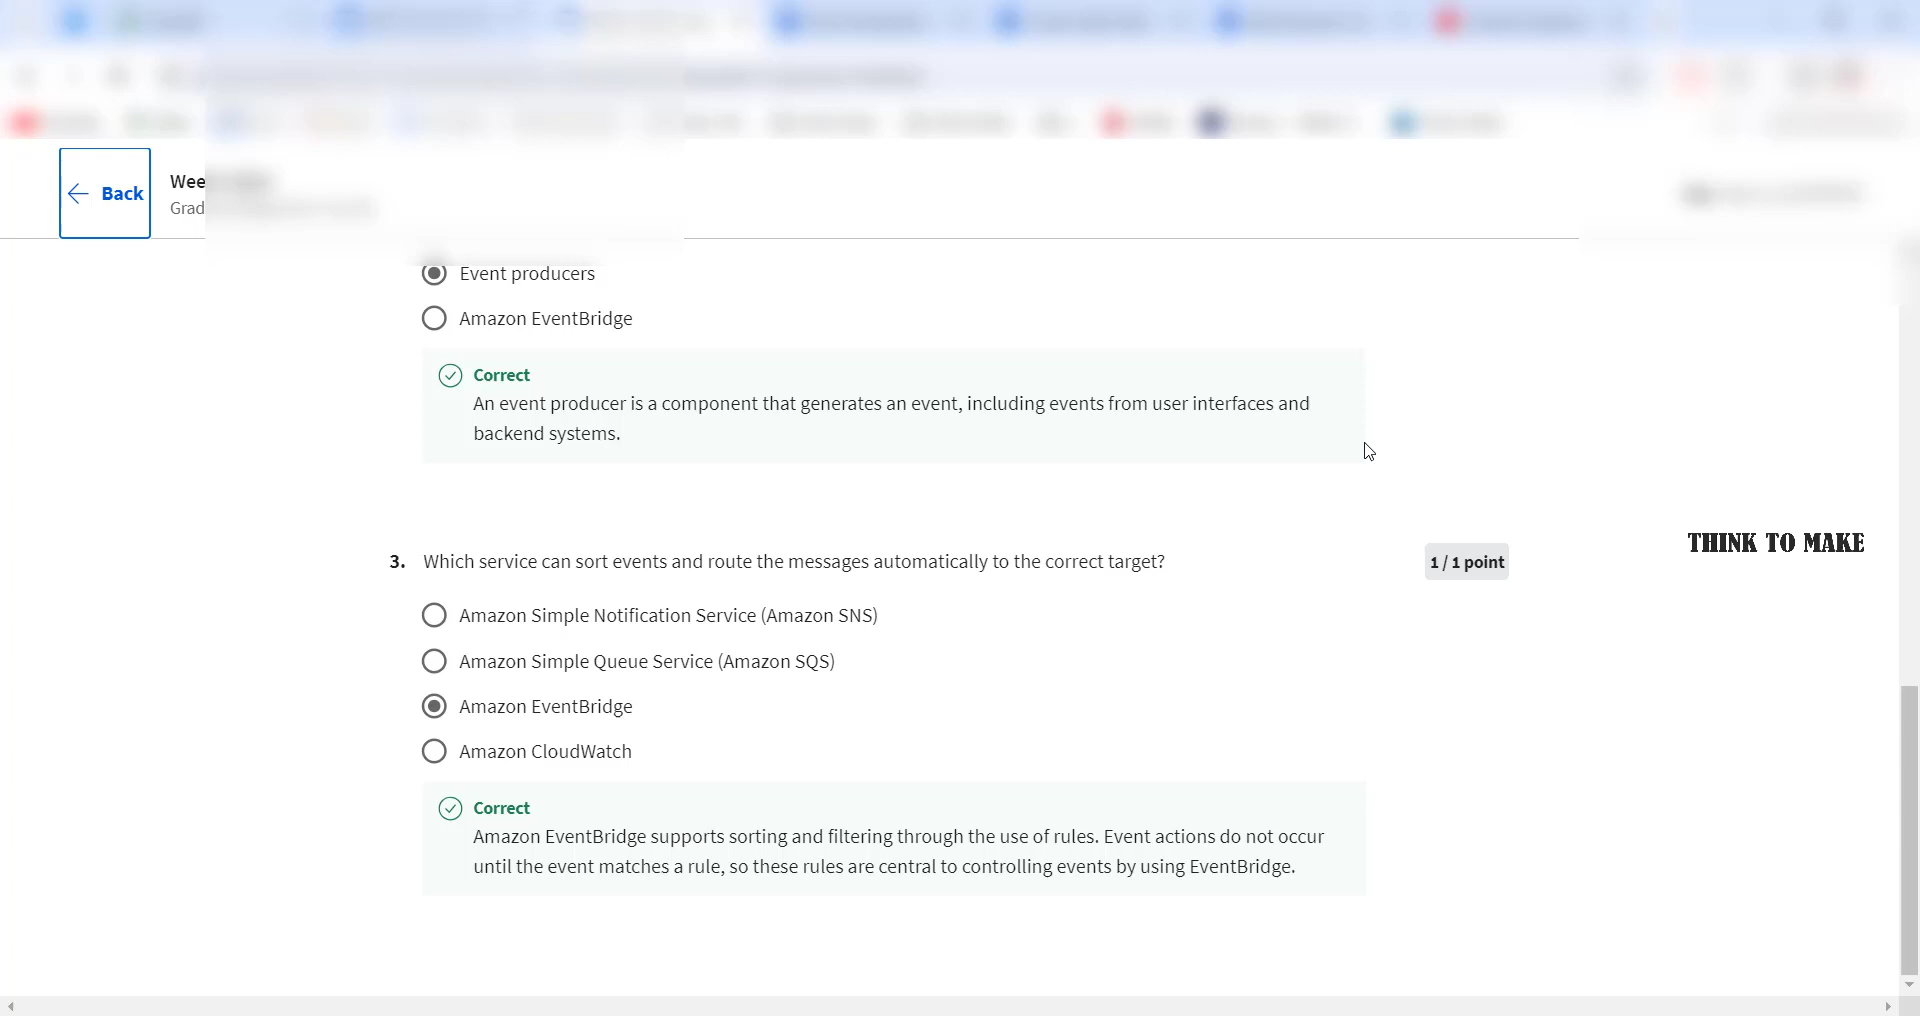 Back
Wee
Grad
Event producers
Amazon EventBridge
Correct
An event producer is a component that generates an event, including events from user interfaces and
backend systems.
3. Which service can sort events and route the messages automatically to the correct target?
1 / 1 point
THINK TO MAKE
Amazon Simple Notification Service (Amazon SNS)
Amazon Simple Queue Service (Amazon SQS)
Amazon EventBridge
Amazon CloudWatch
Correct
Amazon EventBridge supports sorting and filtering through the use of rules. Event actions do not occur
until the event matches a rule, so these rules are central to controlling events by using EventBridge.